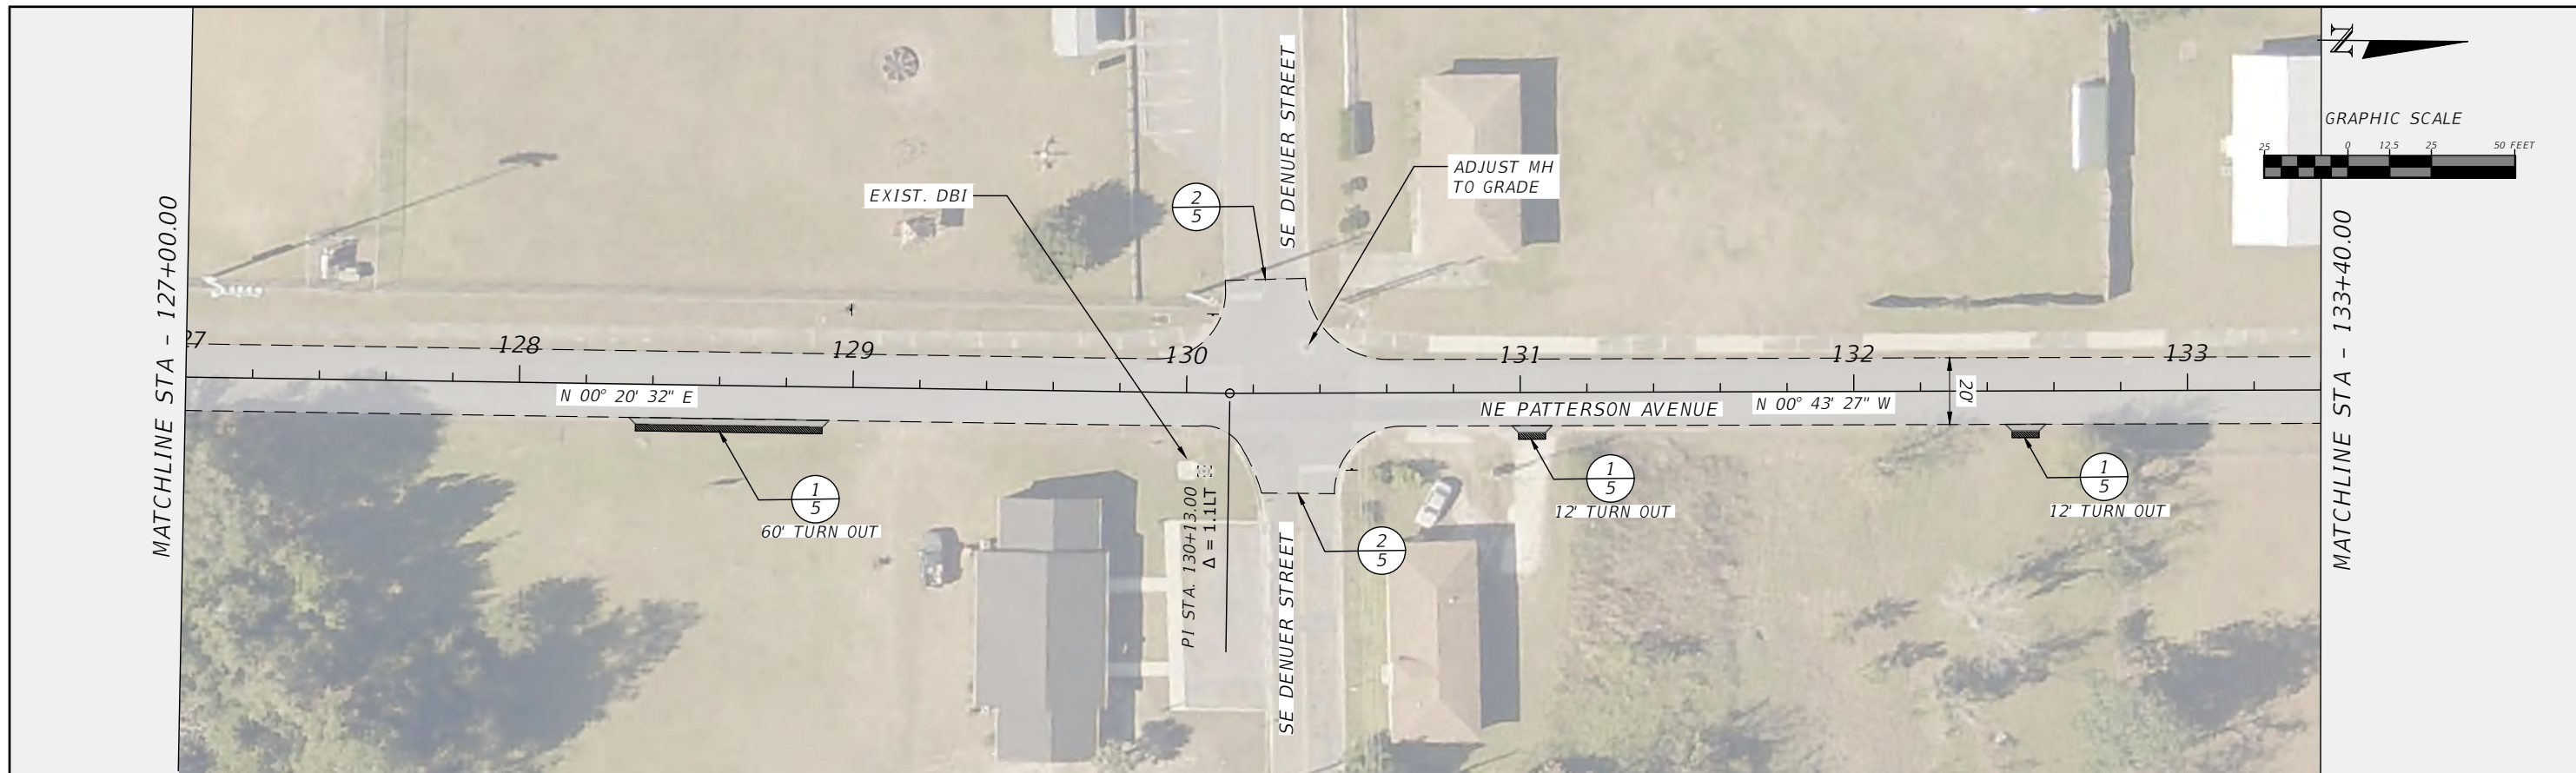 N
GRAPHIC SCALE
25 0 12.5 25 50 FEET
MATCHLINE STA - 127+00.00
MATCHLINE STA - 133+40.00
SE DENUER STREET
ADJUST MH
TO GRADE
EXIST. DBI
2
5
27 128 129 130 131 132 133
N 00° 20' 32" E
NE PATTERSON AVENUE
N 00° 43' 27" W
20'
1
5
60' TURN OUT
PI STA. 130+13.00
Δ = 1.1LT
SE DENUER STREET
2
5
1
5
12' TURN OUT
1
5
12' TURN OUT